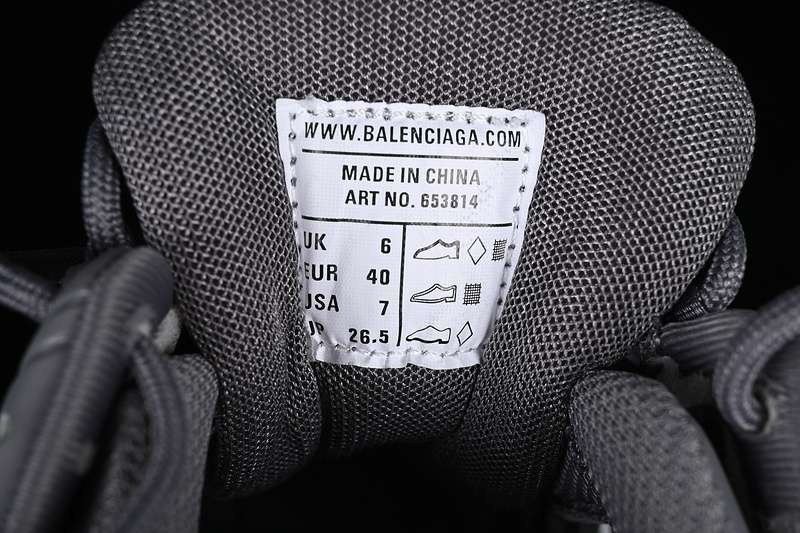 WWW.BALENCIAGA.COM
MADE IN CHINA
ART NO. 653814
UK 6
EUR 40
USA 7
26.5